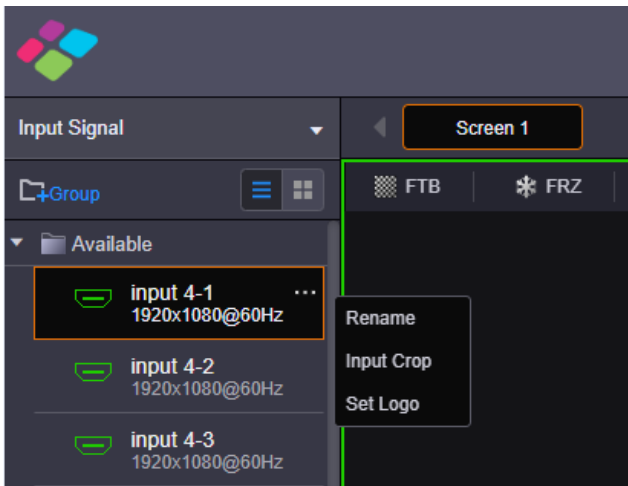 Input Signal
Screen 1
Group
FTB
FRZ
Available
input 4-1
1920x1080@60Hz
Rename
Input Crop
Set Logo
input 4-2
1920x1080@60Hz
input 4-3
1920x1080@60Hz